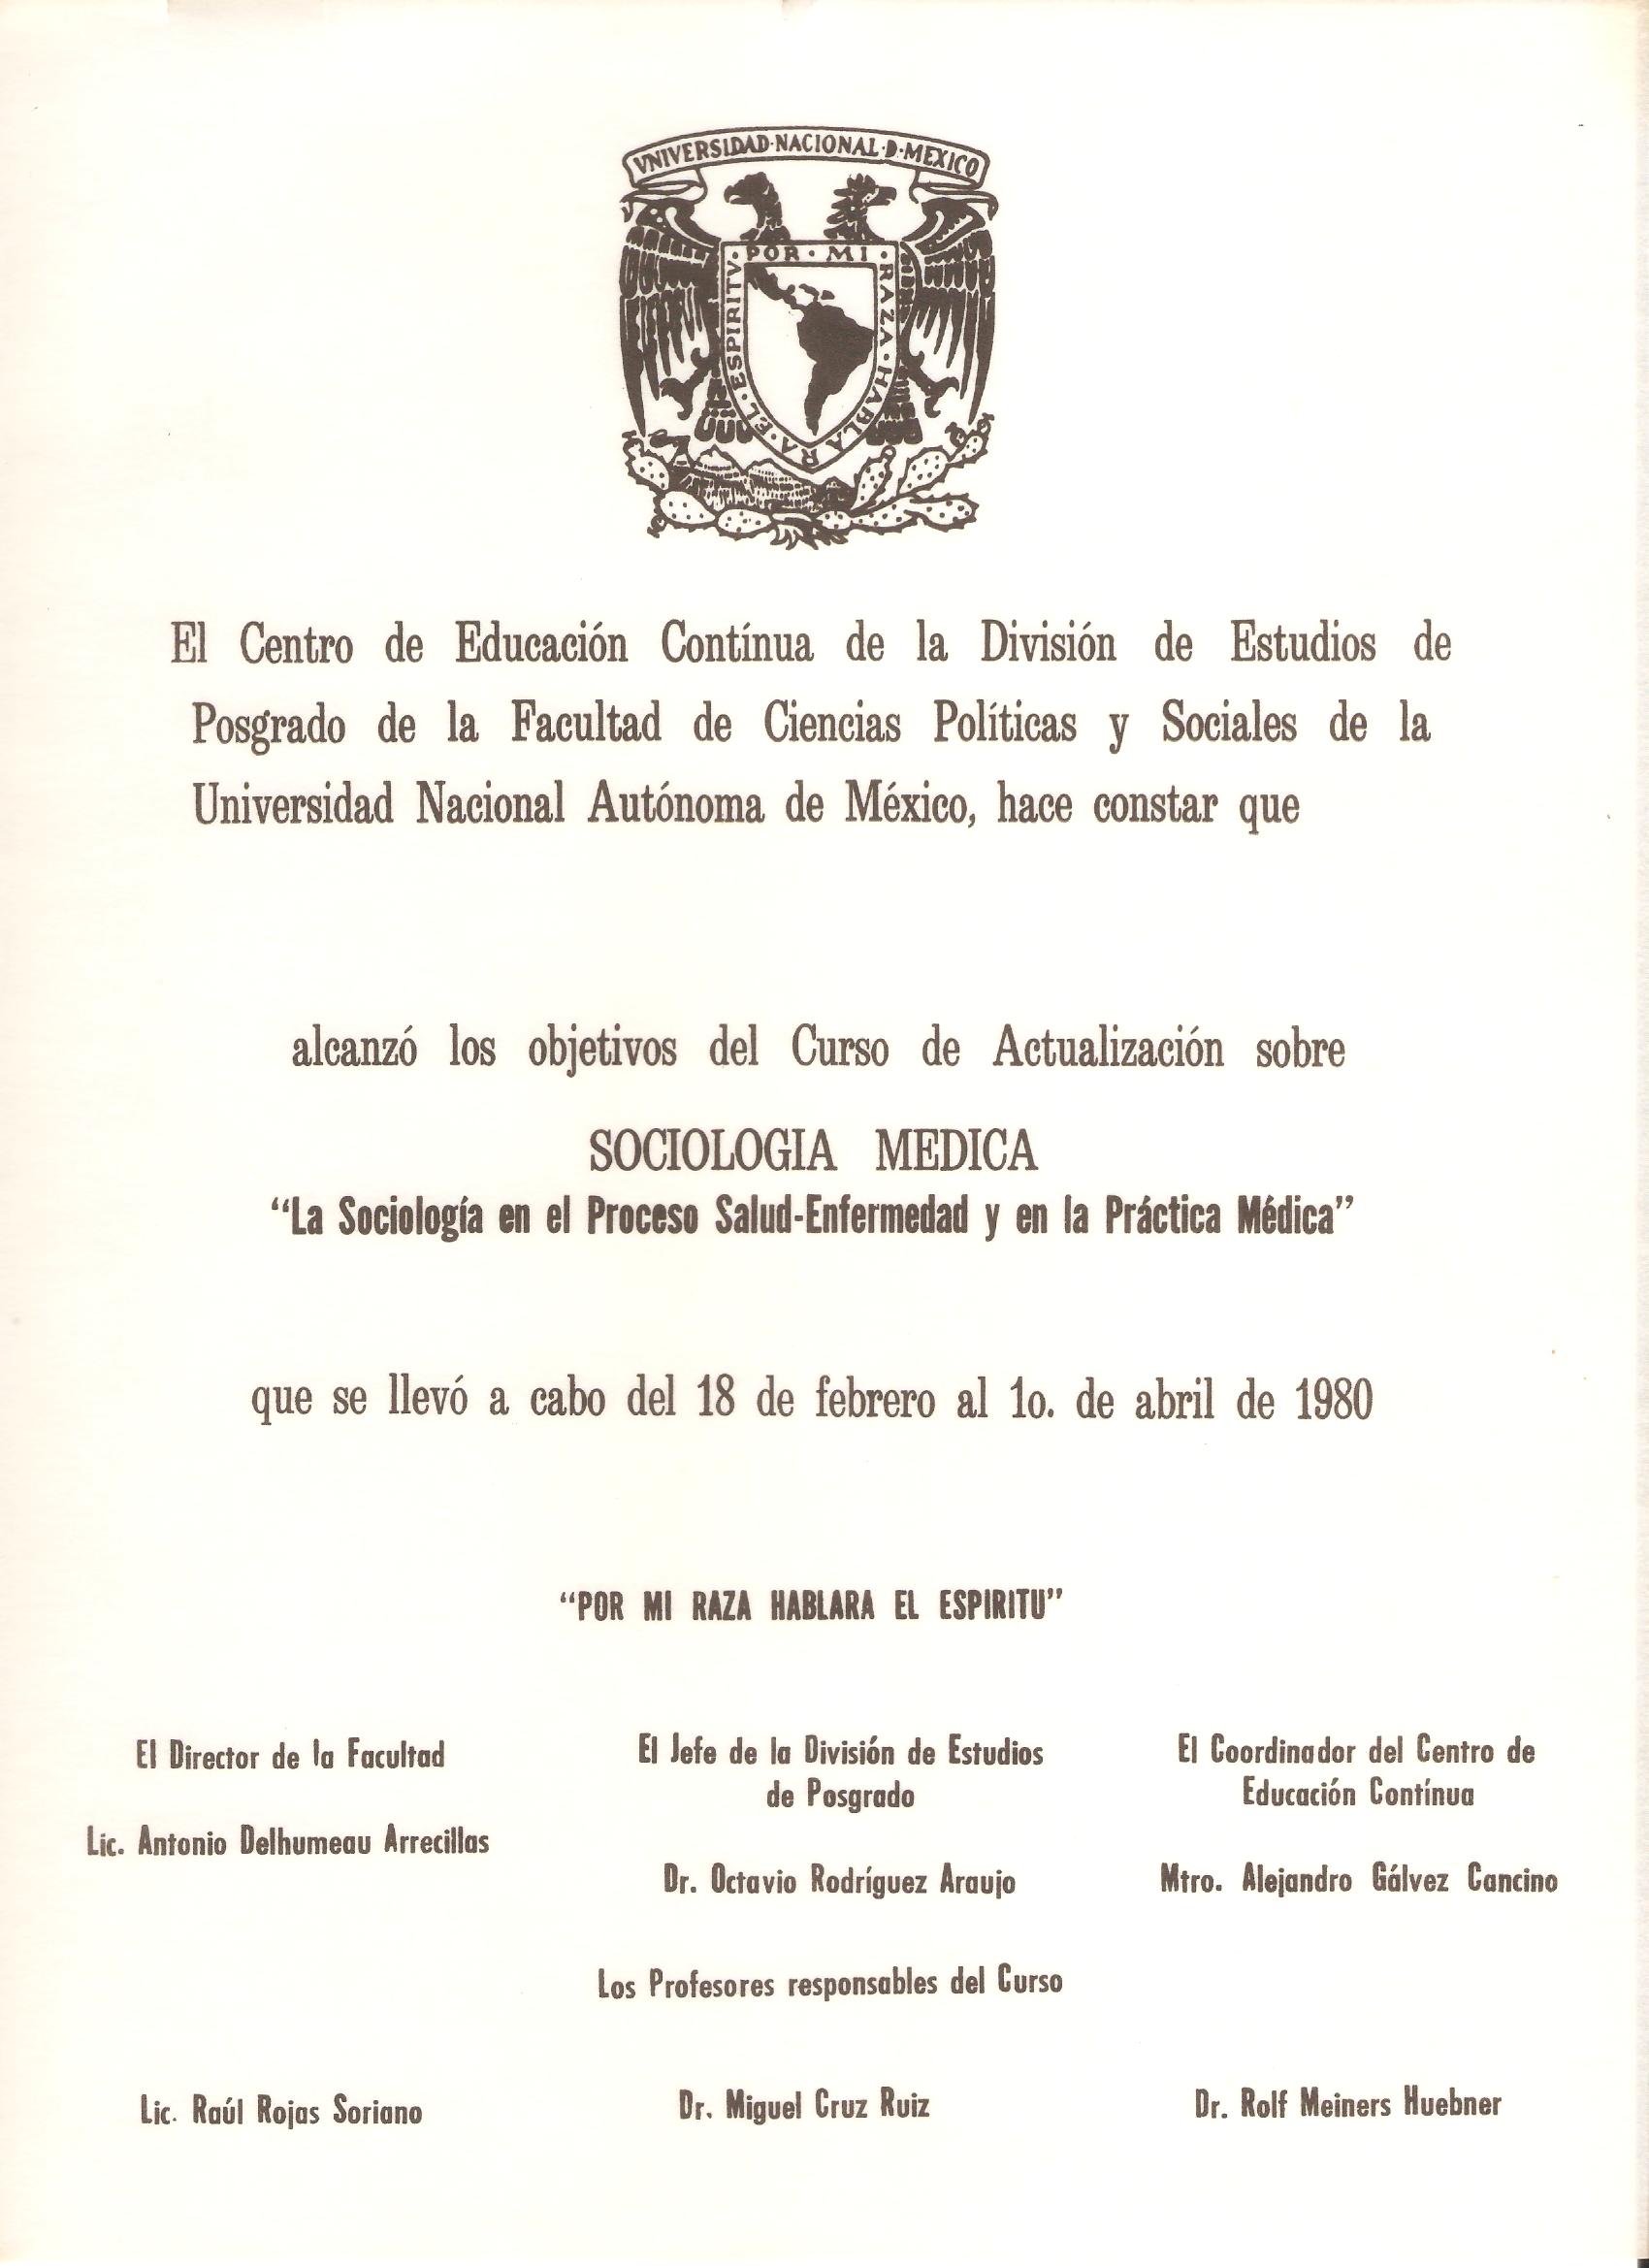 VNIVERSIDAD·NACIONAL·D·MEXICO
POR·MI·RAZA·HABLARA·EL·ESPIRITV·
El Centro de Educación Contínua de la División de Estudios de
Posgrado de la Facultad de Ciencias Políticas y Sociales de la
Universidad Nacional Autónoma de México, hace constar que
alcanzó los objetivos del Curso de Actualización sobre
SOCIOLOGIA MEDICA
“La Sociología en el Proceso Salud-Enfermedad y en la Práctica Médica”
que se llevó a cabo del 18 de febrero al 1o. de abril de 1980
“POR MI RAZA HABLARA EL ESPIRITU”
El Director de la Facultad
Lic. Antonio Delhumeau Arrecillas
El Jefe de la División de Estudios
de Posgrado
Dr. Octavio Rodríguez Araujo
El Coordinador del Centro de
Educación Contínua
Mtro. Alejandro Gálvez Cancino
Los Profesores responsables del Curso
Lic. Raúl Rojas Soriano
Dr. Miguel Cruz Ruiz
Dr. Rolf Meiners Huebner